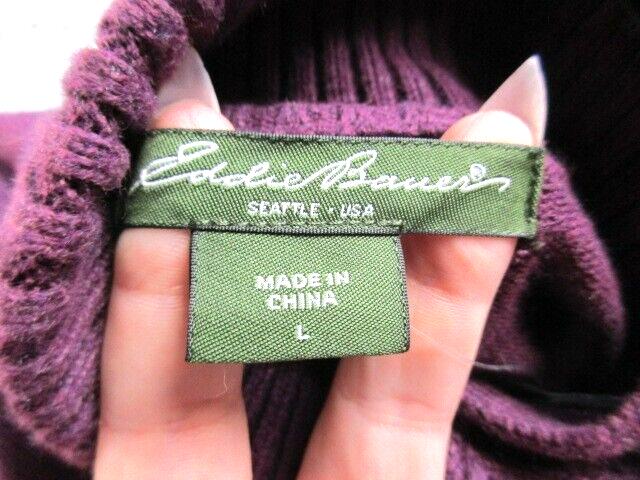 Eddie Bauer®
SEATTLE - USA
MADE IN
CHINA
L